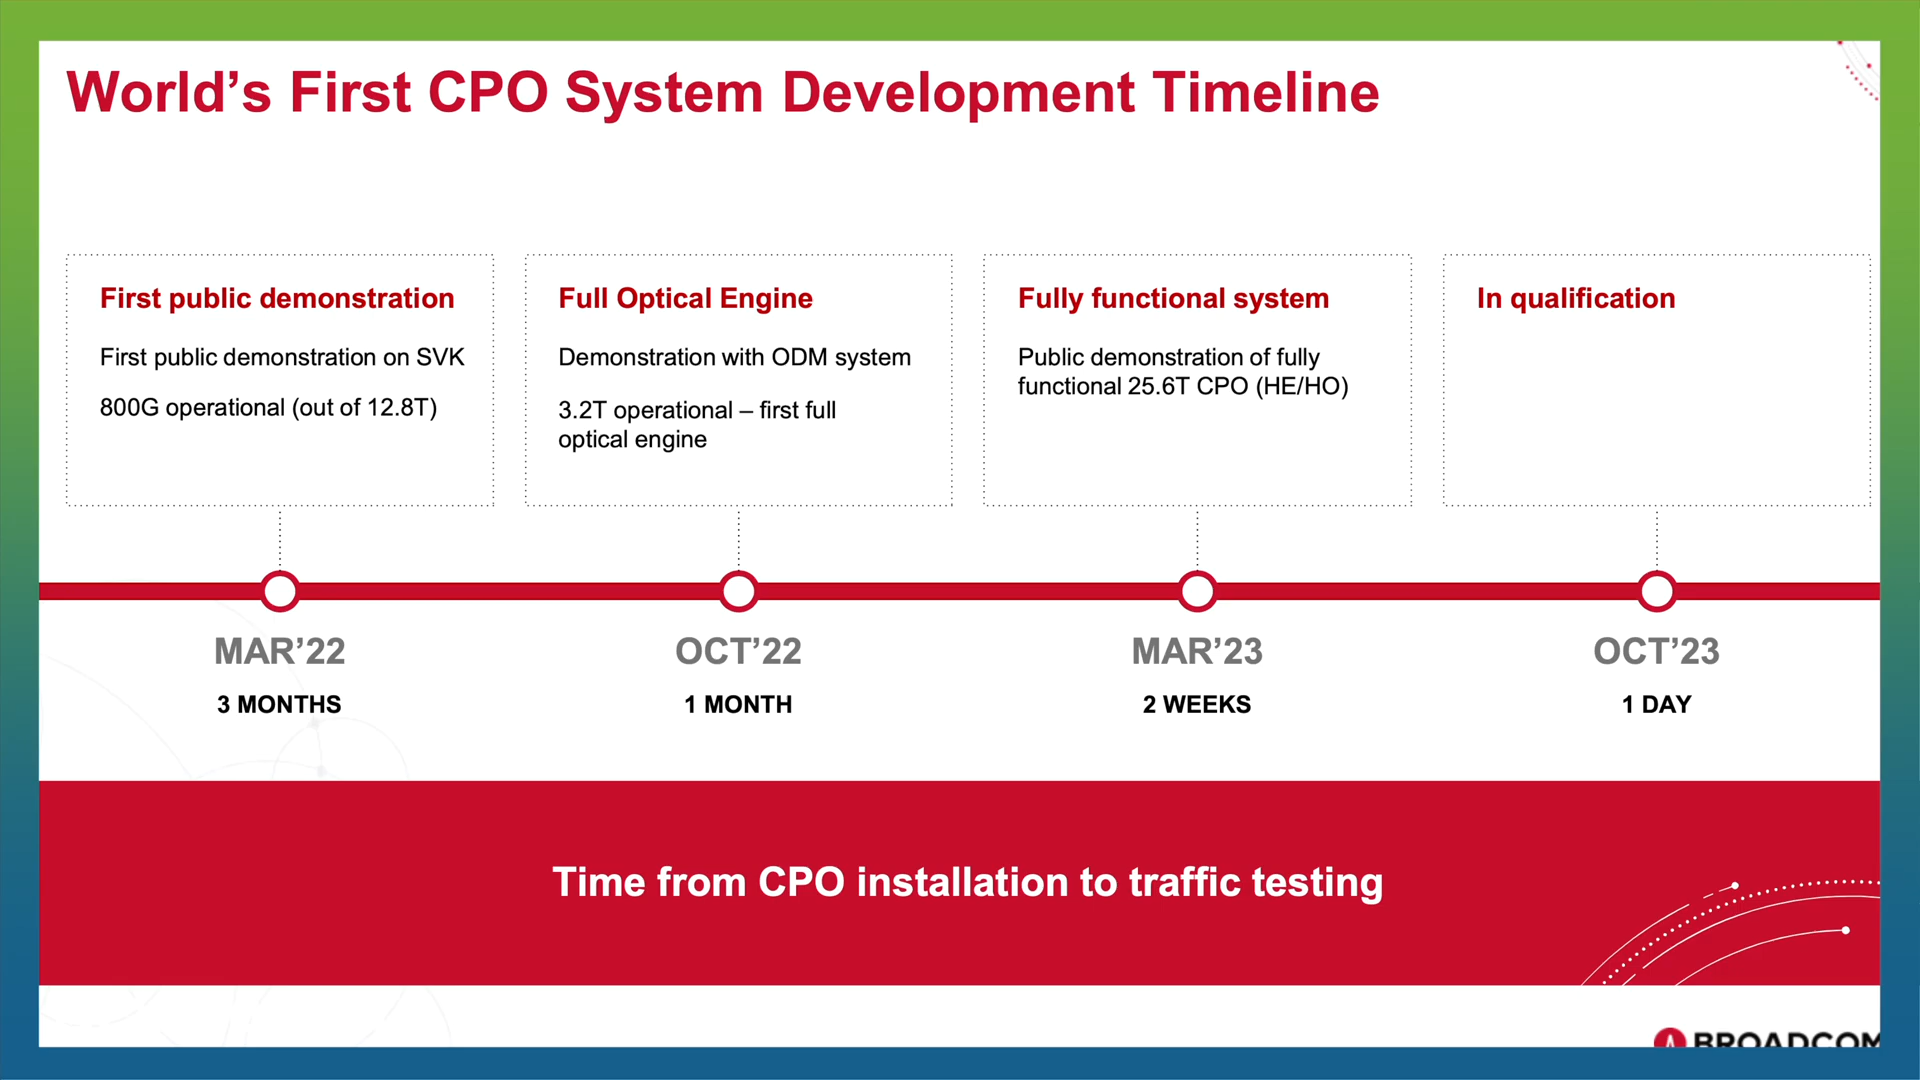 World’s First CPO System Development Timeline
First public demonstration
First public demonstration on SVK
800G operational (out of 12.8T)
Full Optical Engine
Demonstration with ODM system
3.2T operational – first full
optical engine
Fully functional system
Public demonstration of fully
functional 25.6T CPO (HE/HO)
In qualification
MAR’22
3 MONTHS
OCT’22
1 MONTH
MAR’23
2 WEEKS
OCT’23
1 DAY
Time from CPO installation to traffic testing
BROADCOM